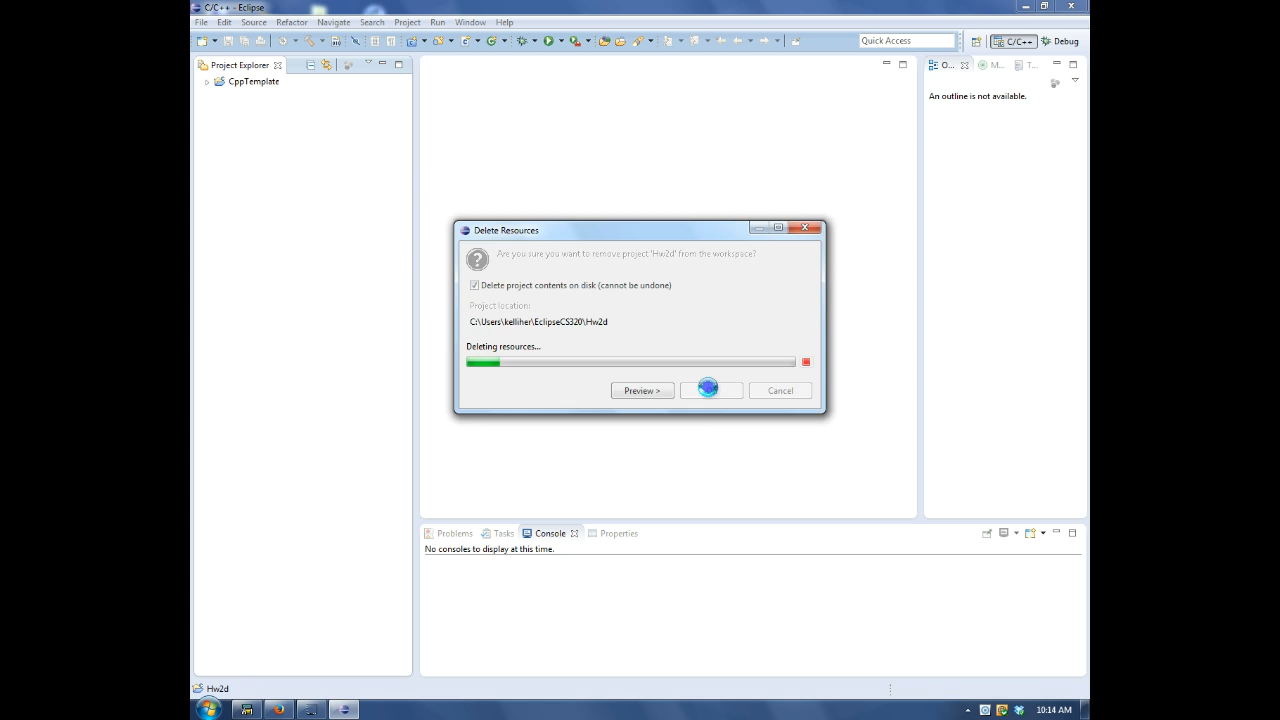 C/C++ - Eclipse
File Edit Source Refactor Navigate Search Project Run Window Help
Quick Access C/C++ Debug
Project Explorer
CppTemplate
O... M... T...
An outline is not available.
Delete Resources
Are you sure you want to remove project 'Hw2d' from the workspace?
Delete project contents on disk (cannot be undone)
Project location:
C:\Users\kelliher\EclipseCS320\Hw2d
Deleting resources...
Preview > Cancel
Problems Tasks Console Properties
No consoles to display at this time.
Hw2d
10:14 AM